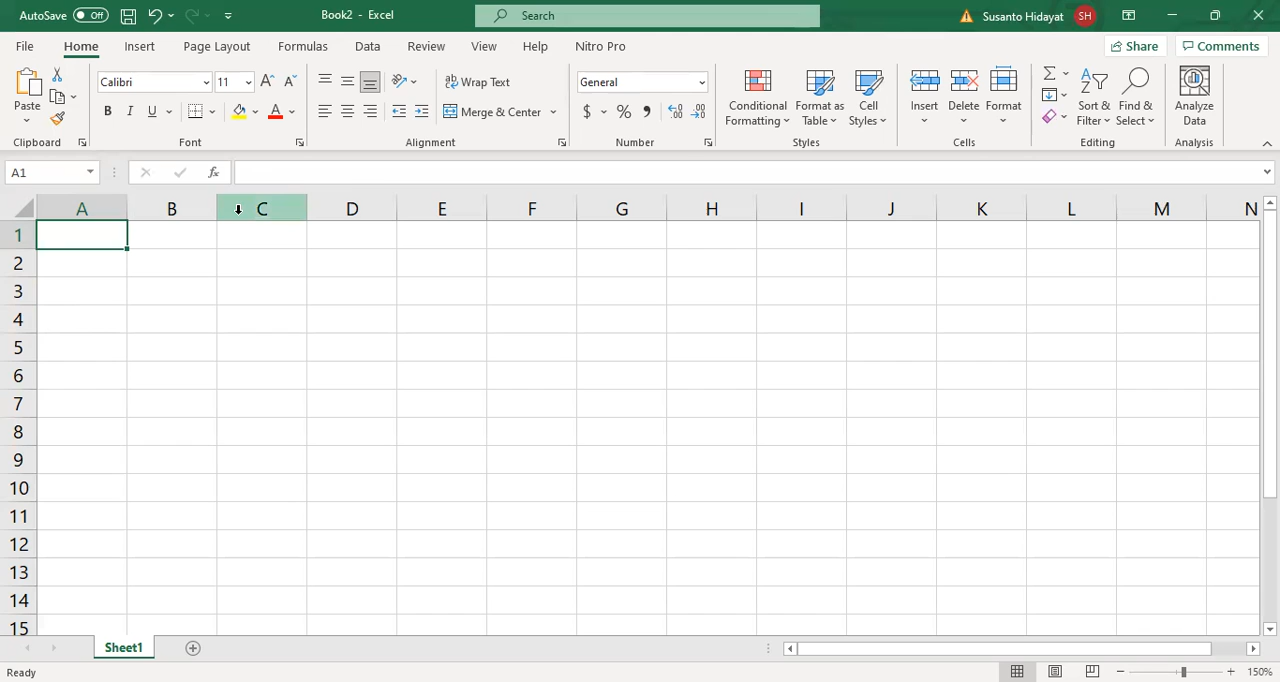 AutoSave Off Book2 - Excel Search Susanto Hidayat SH
File Home Insert Page Layout Formulas Data Review View Help Nitro Pro Share Comments
Paste Calibri 11 A A ab Wrap Text General Conditional Formatting Format as Table Cell Styles Insert Delete Format Sort & Filter Find & Select Analyze Data
B I U A Merge & Center $ % 9
Clipboard Font Alignment Number Styles Cells Editing Analysis
A1 fx
A B C D E F G H I J K L M N
1
2
3
4
5
6
7
8
9
10
11
12
13
14
15
Sheet1
Ready 150%